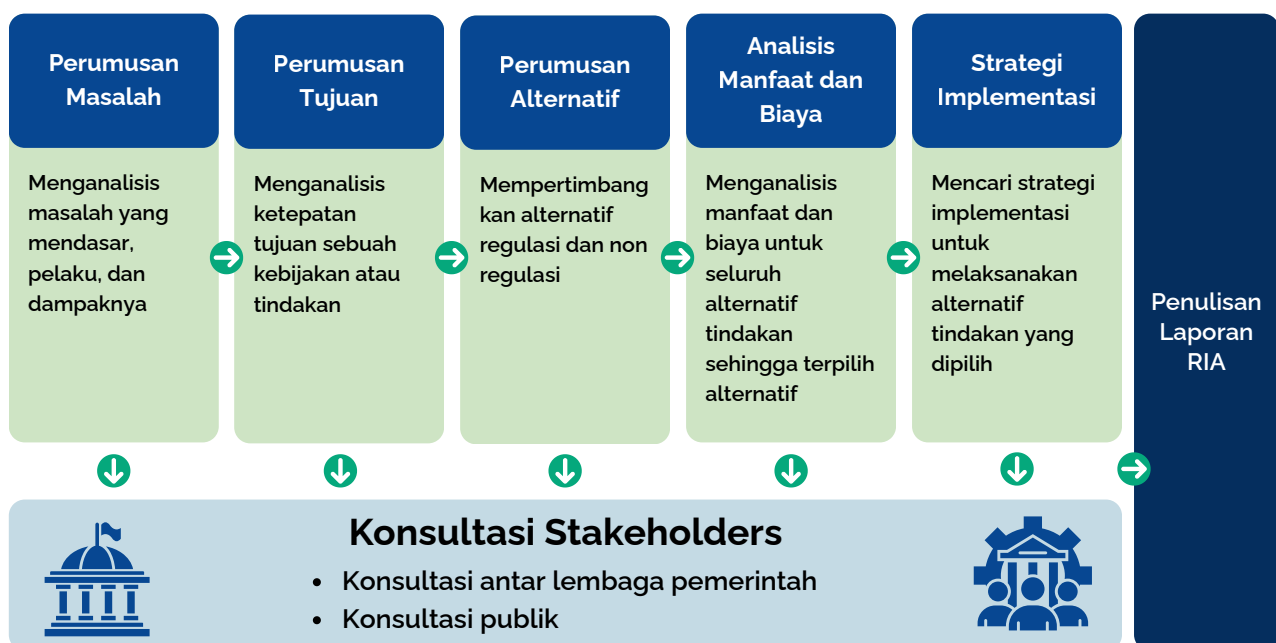 Perumusan
Masalah
Menganalisis
masalah yang
mendasar,
pelaku, dan
dampaknya
Perumusan
Tujuan
Menganalisis
ketepatan
tujuan sebuah
kebijakan atau
tindakan
Perumusan
Alternatif
Mempertimbang
kan alternatif
regulasi dan non
regulasi
Analisis
Manfaat dan
Biaya
Menganalisis
manfaat dan
biaya untuk
seluruh
alternatif
tindakan
sehingga terpilih
alternatif
Strategi
Implementasi
Mencari strategi
implementasi
untuk
melaksanakan
alternatif
tindakan yang
dipilih
Konsultasi Stakeholders
• Konsultasi antar lembaga pemerintah
• Konsultasi publik
Penulisan
Laporan
RIA